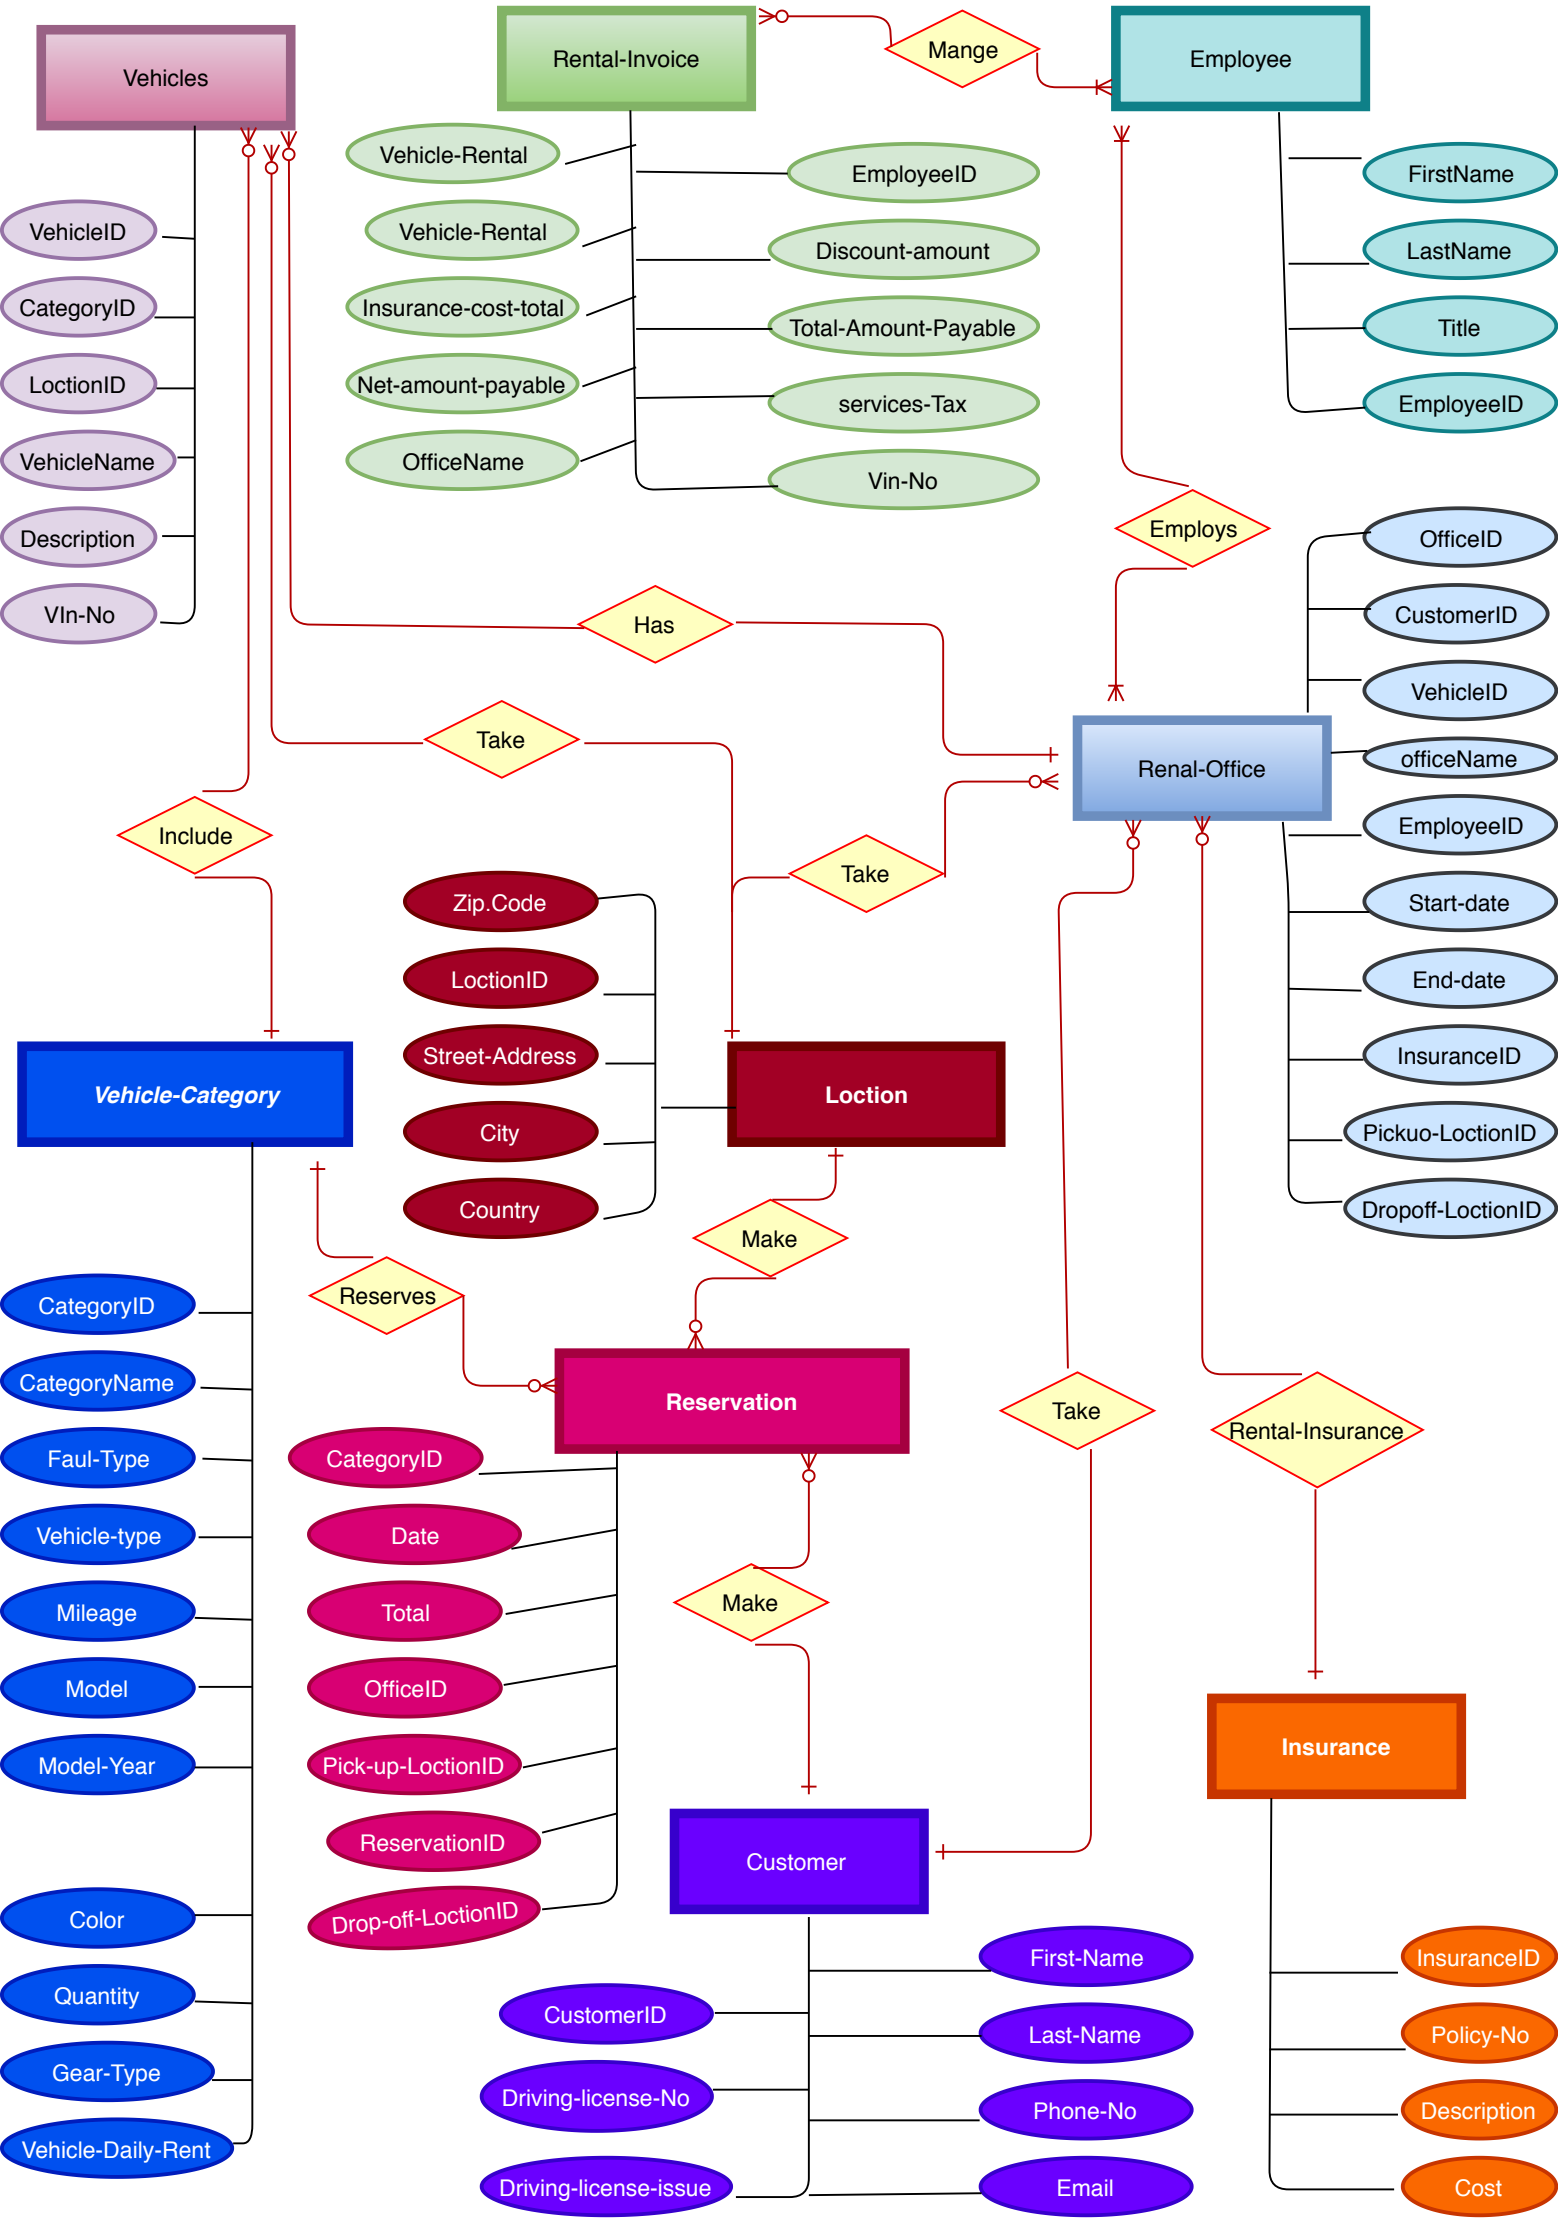 Vehicles
Rental-Invoice
Mange
Employee
Vehicle-Rental
EmployeeID
FirstName
VehicleID
Vehicle-Rental
Discount-amount
LastName
CategoryID
Insurance-cost-total
Total-Amount-Payable
Title
LoctionID
Net-amount-payable
services-Tax
EmployeeID
VehicleName
OfficeName
Vin-No
Description
Employs
OfficeID
VIn-No
Has
CustomerID
VehicleID
Take
Renal-Office
officeName
Include
Take
EmployeeID
Zip.Code
Start-date
LoctionID
End-date
Street-Address
InsuranceID
Vehicle-Category
Loction
City
Pickuo-LoctionID
Country
Make
Dropoff-LoctionID
CategoryID
Reserves
CategoryName
Reservation
Take
Rental-Insurance
Faul-Type
CategoryID
Vehicle-type
Date
Mileage
Total
Make
Model
OfficeID
Model-Year
Pick-up-LoctionID
Insurance
ReservationID
Customer
Color
Drop-off-LoctionID
First-Name
InsuranceID
Quantity
CustomerID
Last-Name
Policy-No
Gear-Type
Driving-license-No
Phone-No
Description
Vehicle-Daily-Rent
Driving-license-issue
Email
Cost